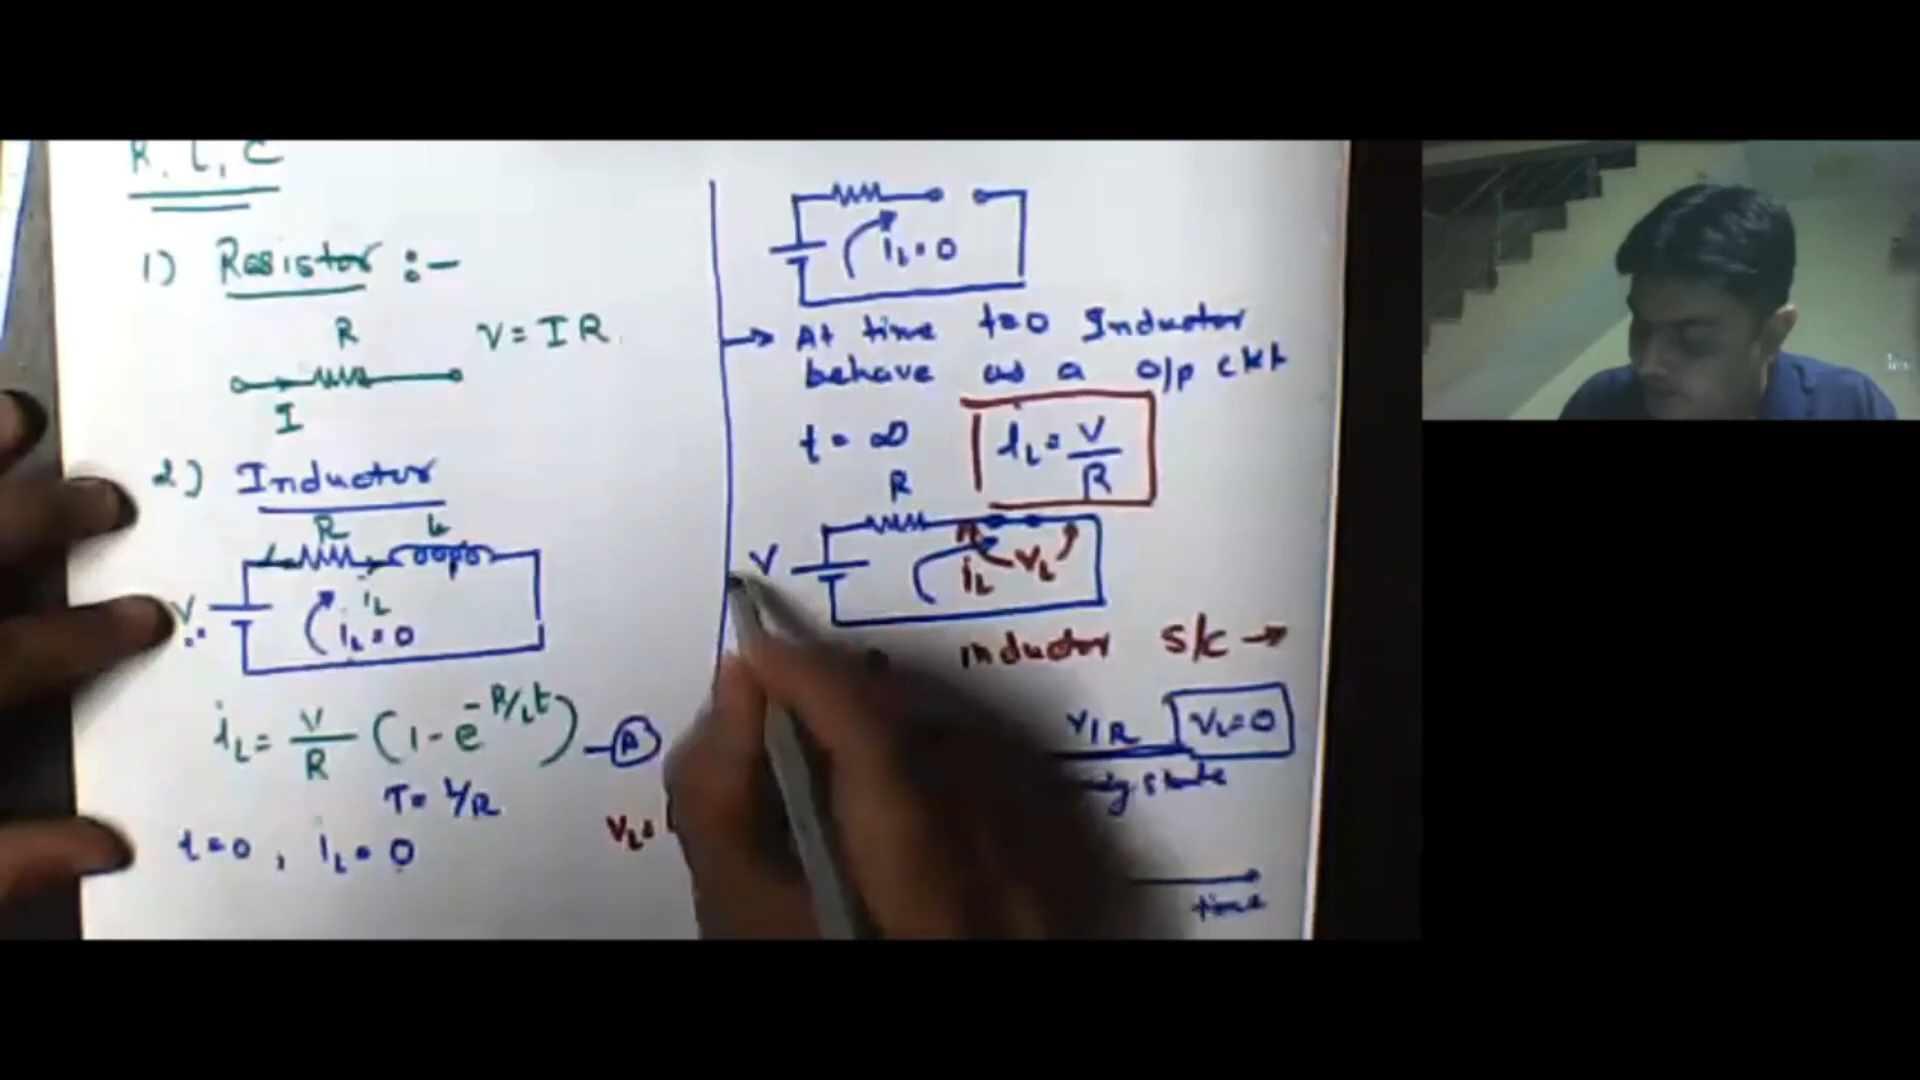 R, L, C
1) Resistor :-
R
V = IR
I
2) Inductor
R L
V
iL
iL = 0
iL = V/R (1 - e^-R/L t) - A
T = L/R
t=0, iL = 0
VL =
iL = 0
→ At time t=0 Inductor
behave as a o/p ckt
t = ∞
iL = V/R
R
V
iL VL
inductor S/C →
V/R VL=0
state
time